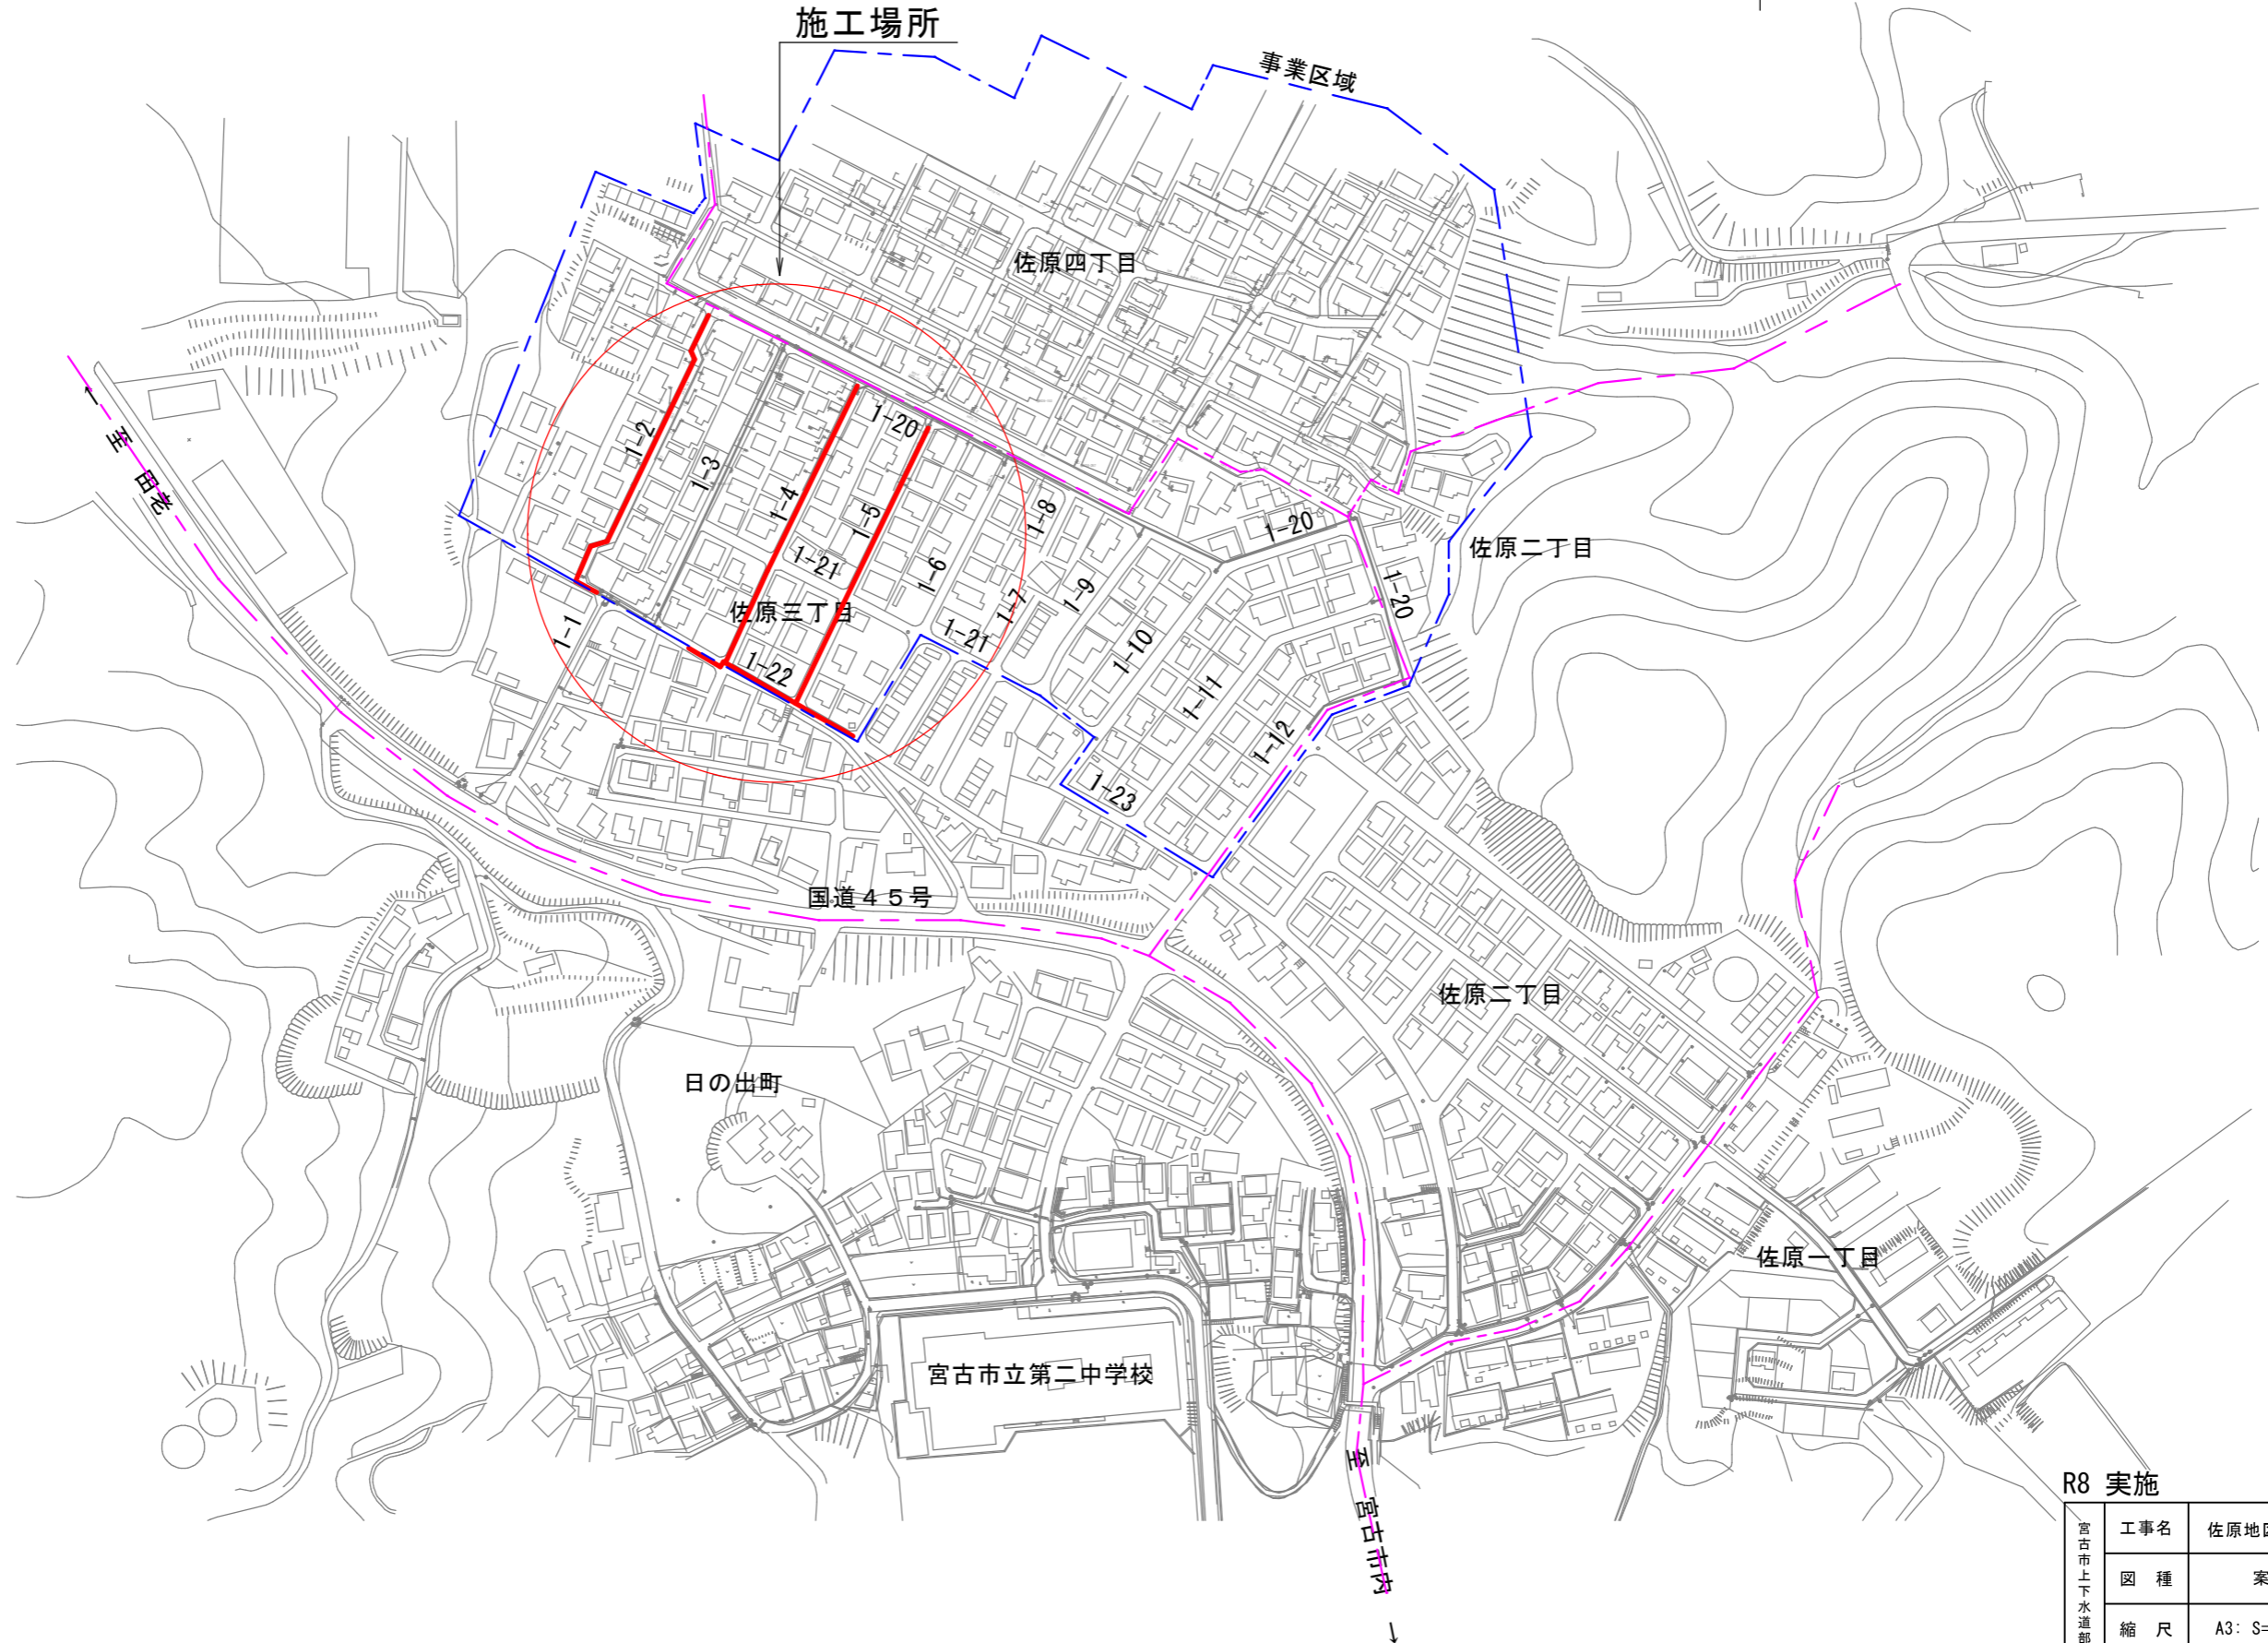 施工場所
事業区域
佐原四丁目
1-2
1-3
1-4
1-20
1-5
1-21
1-6
1-8
1-7
1-9
1-20
佐原二丁目
1-20
佐原三丁目
1-1
1-22
1-21
1-10
1-11
1-12
1-23
← 至 田老
国道４５号
佐原二丁目
日の出町
佐原一丁目
宮古市立第二中学校
至 宮古市内 →
R8 実施
宮古市上下水道部
工事名
佐原地区
図 種
案
縮 尺
A3: S=